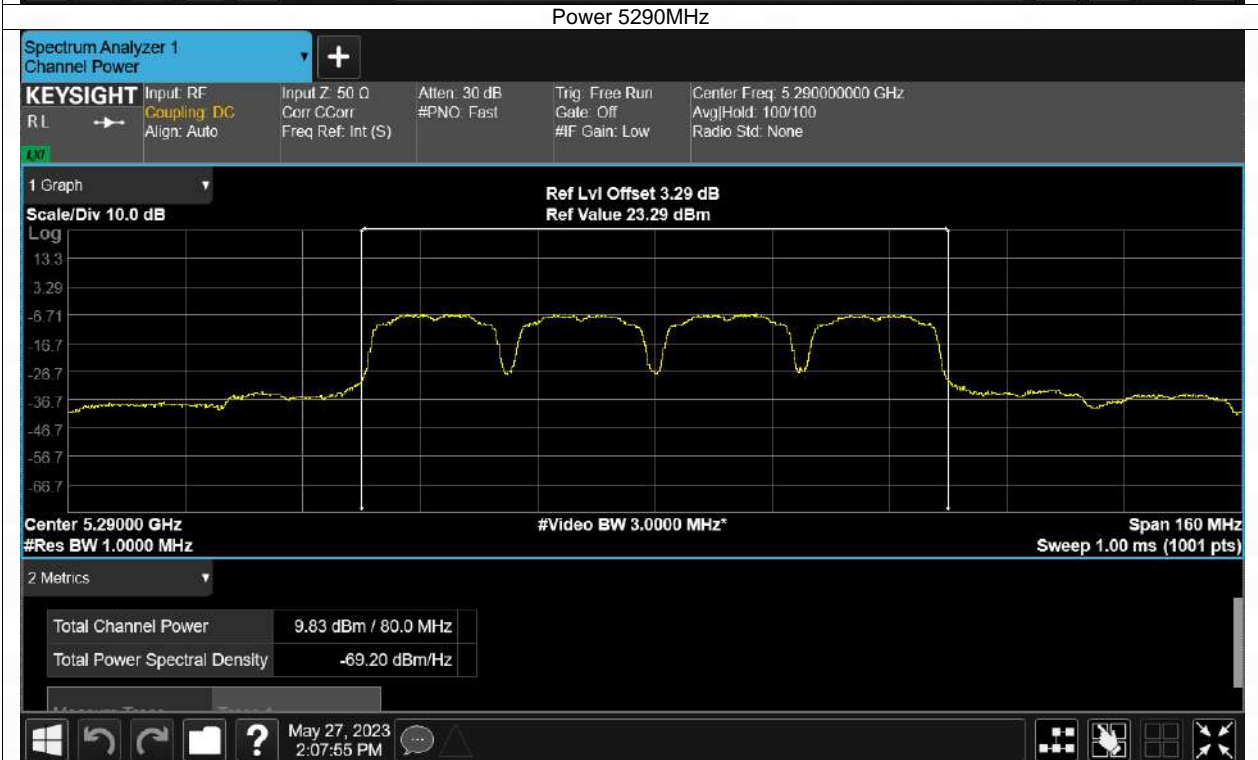 Power 5290MHz
Spectrum Analyzer 1
Channel Power
+
KEYSIGHT
RL
LXI
Input: RF
Coupling: DC
Align: Auto
Input Z: 50 Ω
Corr CCorr
Freq Ref: Int (S)
Atten: 30 dB
#PNO: Fast
Trig: Free Run
Gate: Off
#IF Gain: Low
Center Freq: 5.290000000 GHz
Avg|Hold: 100/100
Radio Std: None
1 Graph
Scale/Div 10.0 dB
Ref Lvl Offset 3.29 dB
Ref Value 23.29 dBm
Log
13.3
3.29
-6.71
-16.7
-26.7
-36.7
-46.7
-56.7
-66.7
Center 5.29000 GHz
#Video BW 3.0000 MHz*
Span 160 MHz
#Res BW 1.0000 MHz
Sweep 1.00 ms (1001 pts)
2 Metrics
Total Channel Power 9.83 dBm / 80.0 MHz
Total Power Spectral Density -69.20 dBm/Hz
?
May 27, 2023
2:07:55 PM